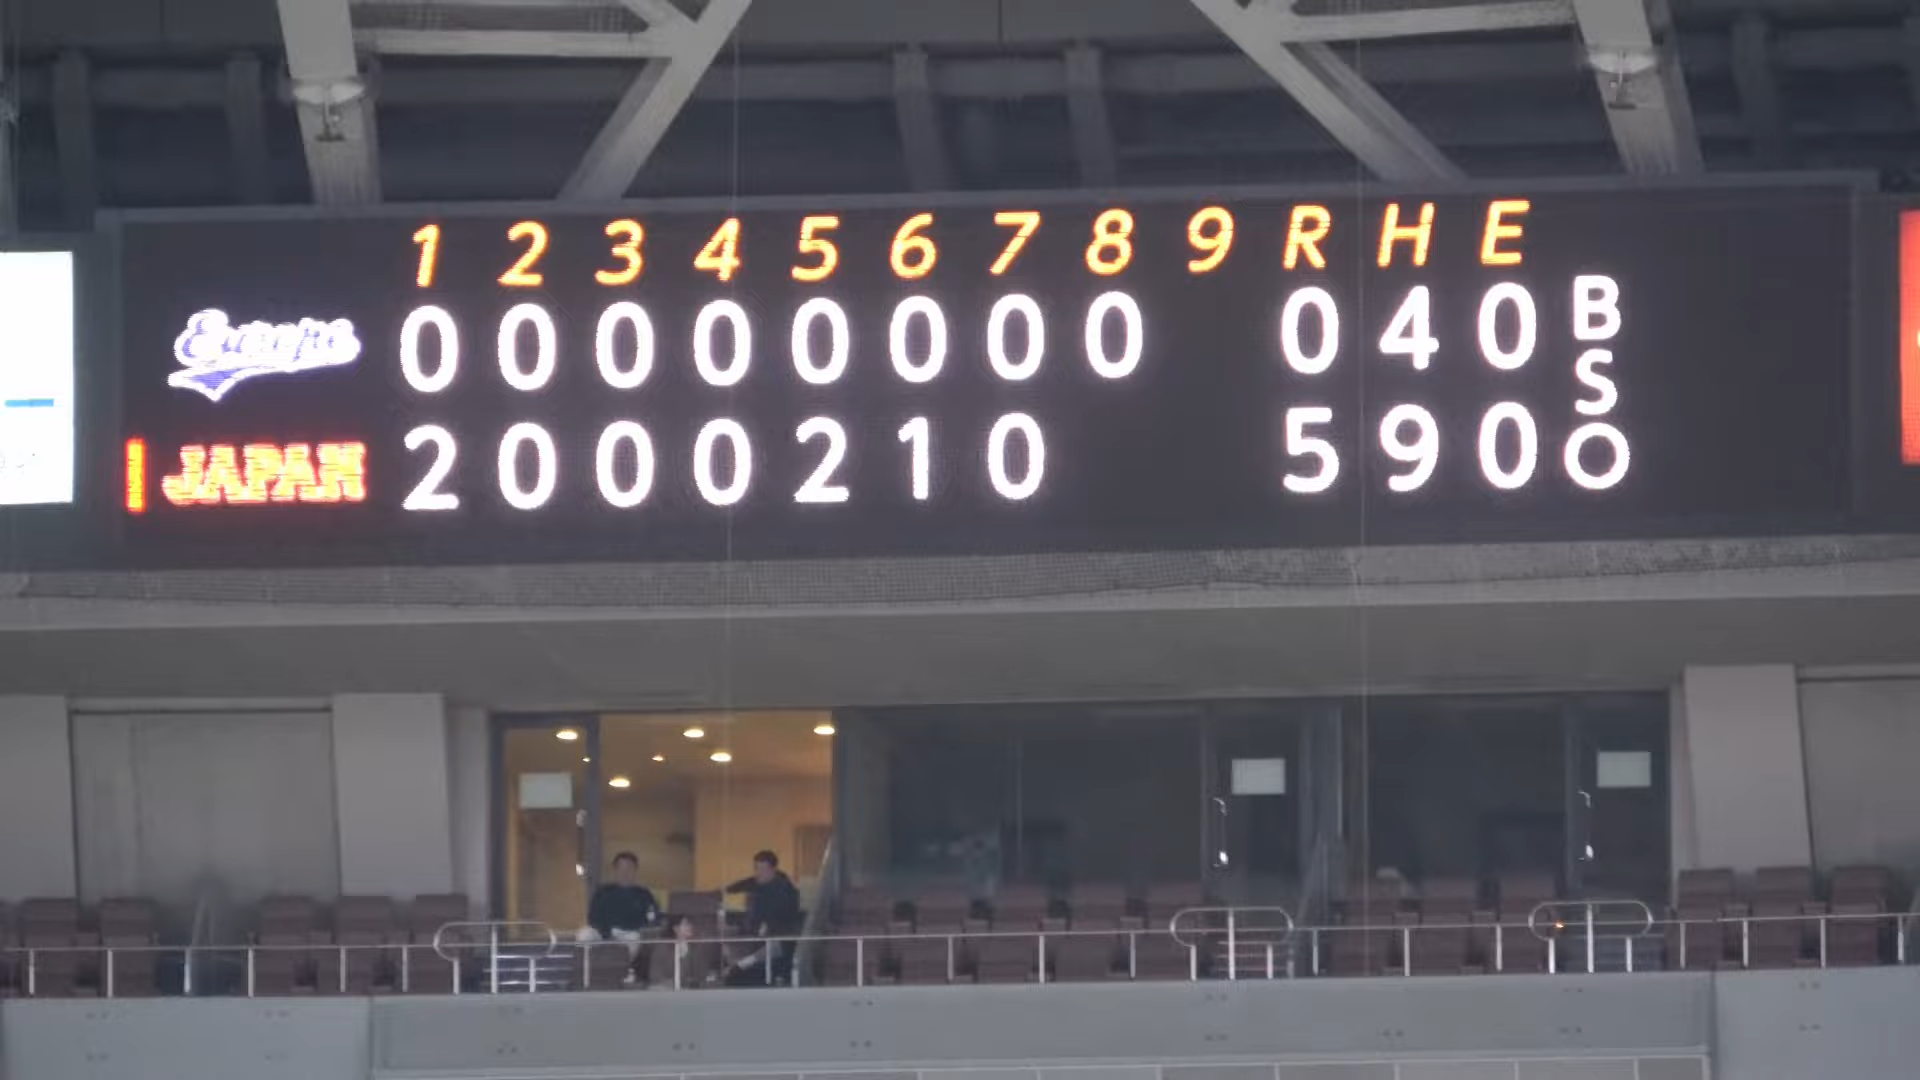 1 2 3 4 5 6 7 8 9 R H E
Europe 0 0 0 0 0 0 0 0 0 4 0
JAPAN 2 0 0 0 2 1 0 5 9 0
B
S
O